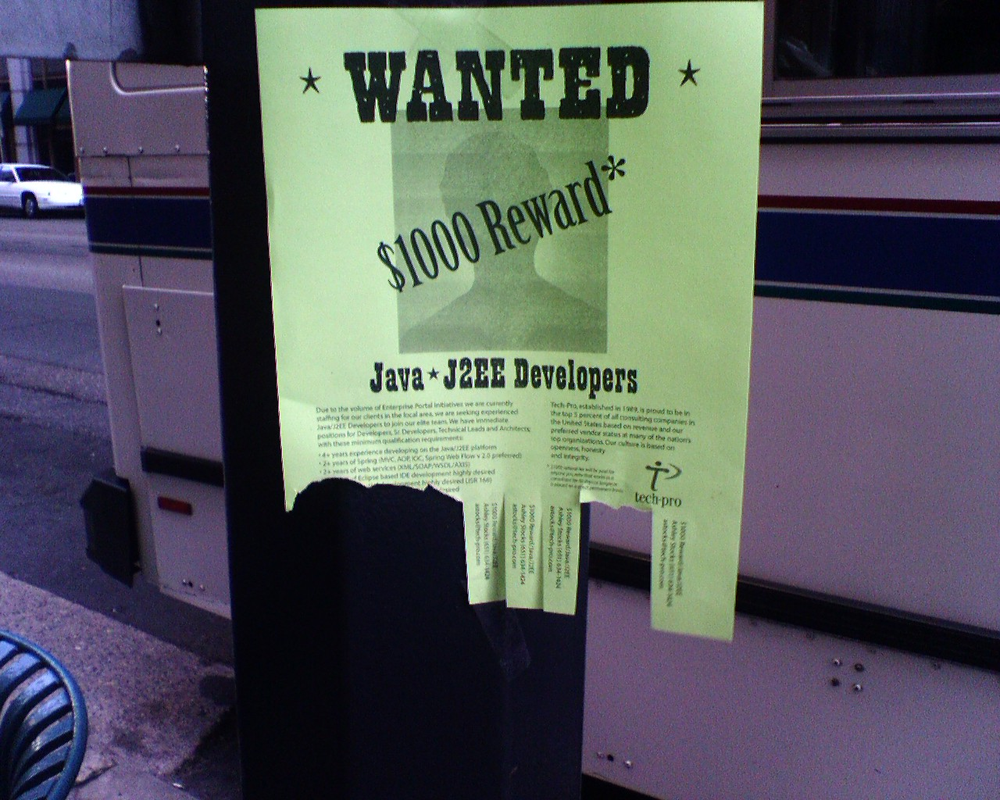 ★ WANTED ★
$1000 Reward*
Java ★ J2EE Developers
Due to the volume of Enterprise Portal Initiatives we are currently
staffing for our clients in the local area, we are seeking experienced
Java/J2EE Developers to join our elite team. We have immediate
positions for Developers, Sr. Developers, Technical Leads and Architects;
with these minimum qualification requirements:
• 4+ years experience developing on the Java/J2EE platform
• 2+ years of Spring (MVC, AOP, IOC, Spring Web Flow v 2.0 preferred)
• 2+ years of web services (XML/SOAP/WSDL/AXIS)
of Eclipse based IDE development highly desired
highly desired (JSR 168)
desired
Tech-Pro, established in 1989, is proud to be in
the top 5 percent of all consulting companies in
the United States based on revenue and our
preferred vendor status at many of the nation's
top organizations. Our culture is based on
openness, honesty
and integrity.
tech-pro
$1000 Reward/Java/J2EE
Ashley Stocks (651) 634-1424
astocks@tech-pro.com
$1000 Reward/Java/J2EE
Ashley Stocks (651) 634-1424
astocks@tech-pro.com
$1000 Reward/Java/J2EE
Ashley Stocks (651) 634-1424
astocks@tech-pro.com
$1000 Reward/Java/J2EE
Ashley Stocks (651) 634-1424
astocks@tech-pro.com